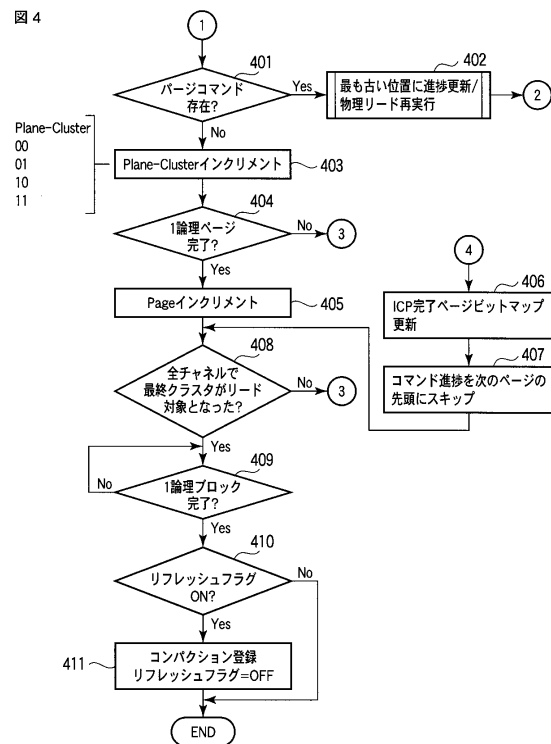 図4
1
401
パージコマンド
存在?
Yes
402
最も古い位置に進捗更新/
物理リード再実行
2
No
Plane-Cluster
00
01
10
11
Plane-Clusterインクリメント
403
404
1論理ページ
完了?
No
3
Yes
Pageインクリメント
405
4
406
ICP完了ページビットマップ
更新
407
コマンド進捗を次のページの
先頭にスキップ
408
全チャネルで
最終クラスタがリード
対象となった?
No
3
Yes
409
1論理ブロック
完了?
No
Yes
410
リフレッシュフラグ
ON?
No
Yes
411
コンパクション登録
リフレッシュフラグ=OFF
END